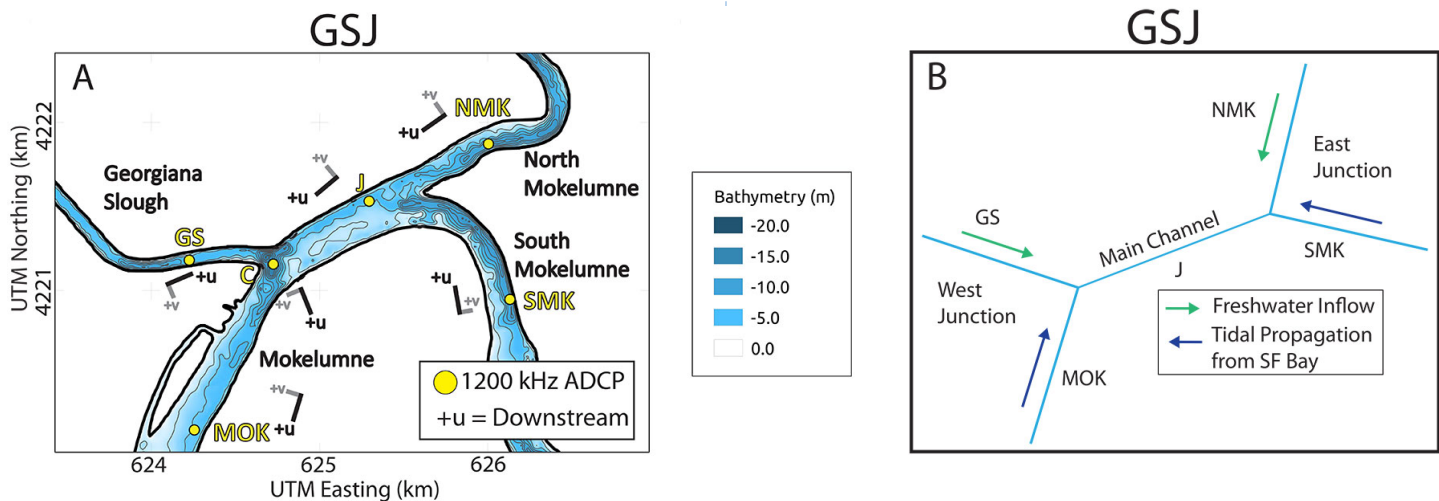 GSJ
A
4222
4221
UTM Northing (km)
624
625
626
UTM Easting (km)
Georgiana
Slough
GS
C
J
NMK
SMK
MOK
North
Mokelumne
South
Mokelumne
Mokelumne
+v
+u
+v
+u
+u
+v
+v
+u
+u
+v
+v
+u
1200 kHz ADCP
+u = Downstream
Bathymetry (m)
-20.0
-15.0
-10.0
-5.0
0.0
GSJ
B
NMK
East
Junction
GS
Main Channel
J
SMK
West
Junction
MOK
Freshwater Inflow
Tidal Propagation
from SF Bay